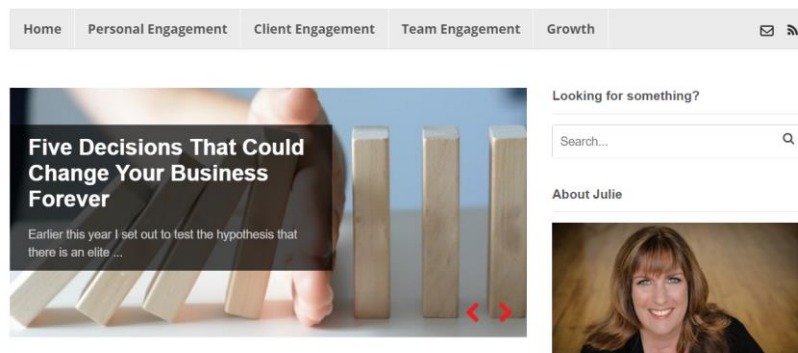 Home Personal Engagement Client Engagement Team Engagement Growth
Five Decisions That Could
Change Your Business
Forever
Earlier this year I set out to test the hypothesis that
there is an elite ...
Looking for something?
Search...
About Julie